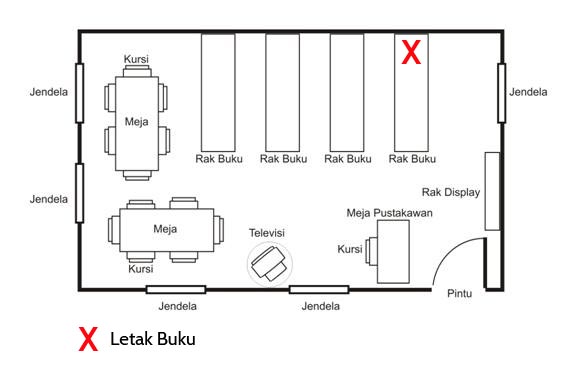 X
Kursi
Jendela
Jendela
Meja
Rak Buku
Rak Buku
Rak Buku
Rak Buku
Jendela
Rak Display
Meja Pustakawan
Meja
Televisi
Kursi
Kursi
Pintu
Jendela
Jendela
X Letak Buku